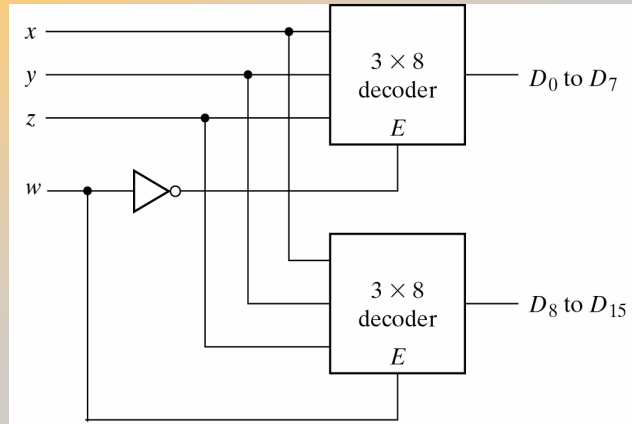 x
y
z
w
3 × 8
decoder
E
D₀ to D₇
3 × 8
decoder
E
D₈ to D₁₅